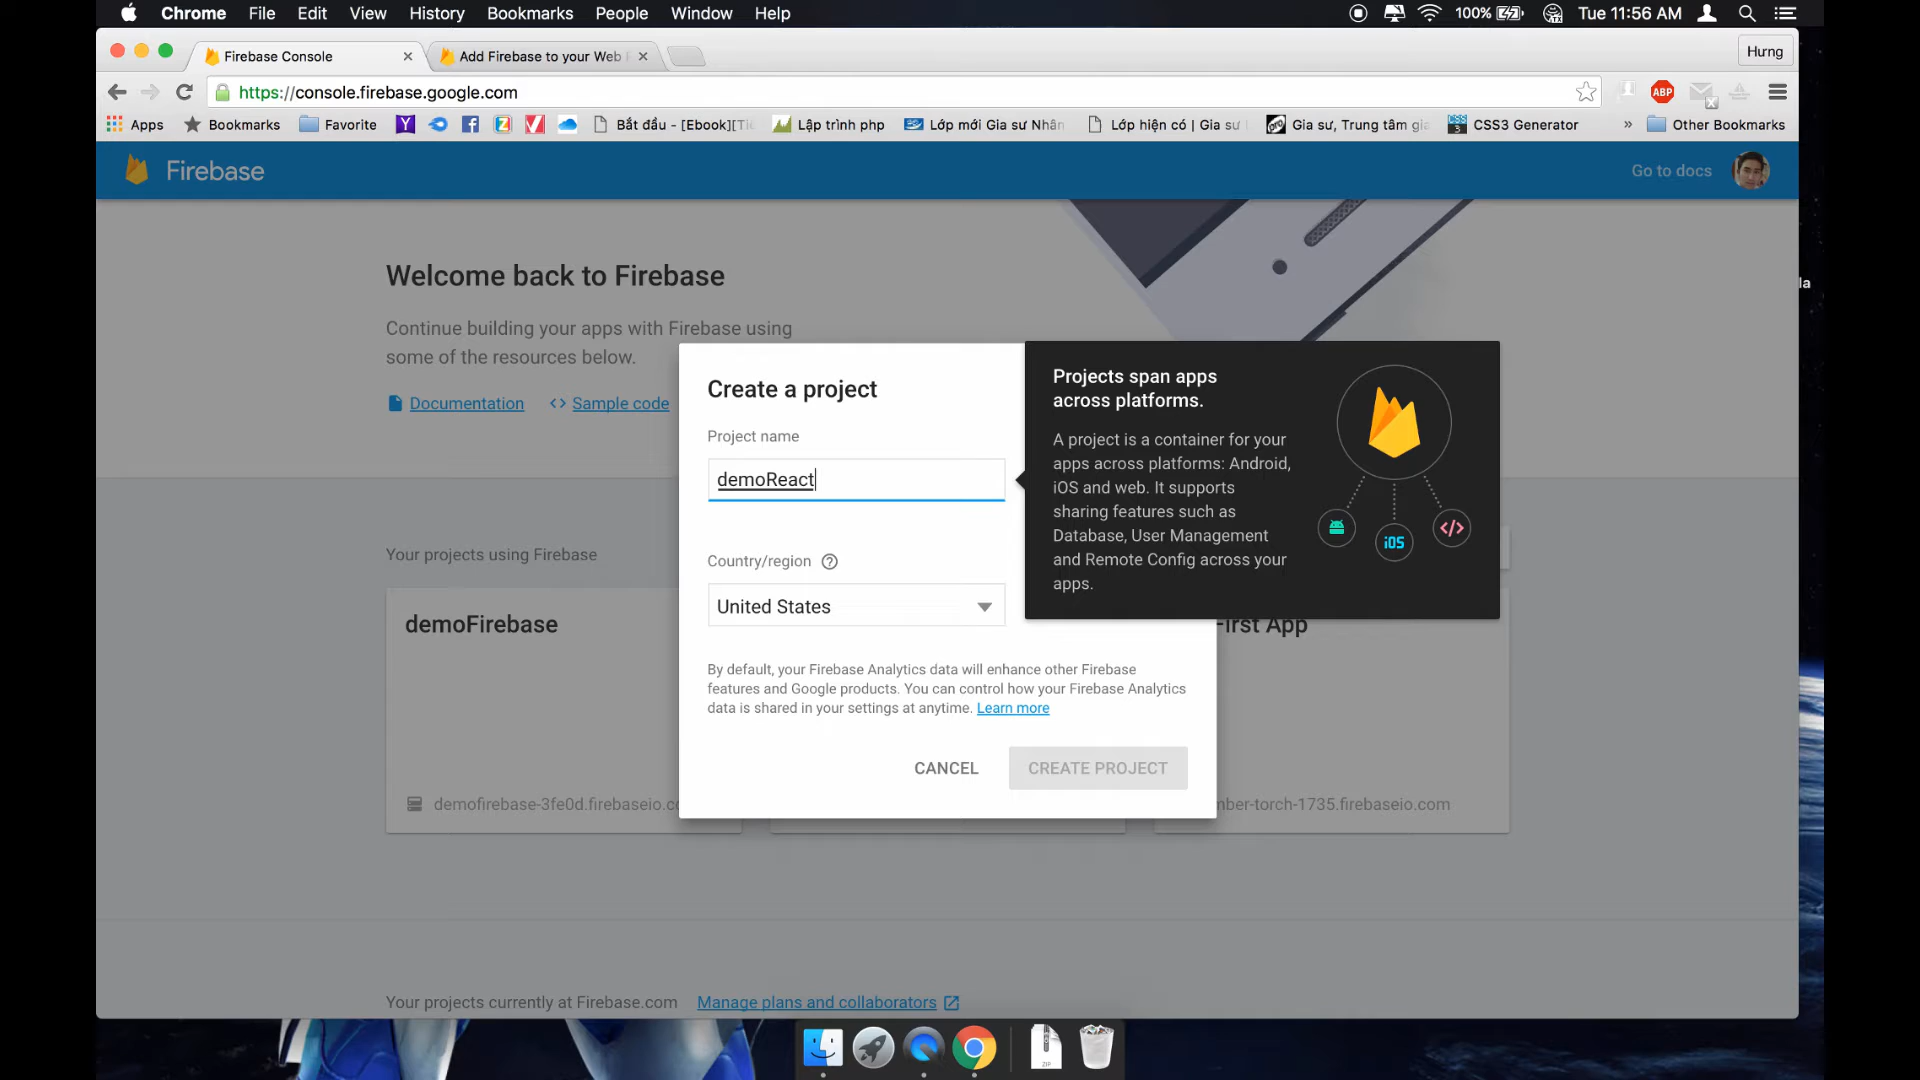 Chrome File Edit View History Bookmarks People Window Help 100% Tue 11:56 AM
Firebase Console Add Firebase to your Web Hưng
https://console.firebase.google.com ABP
Apps Bookmarks Favorite Bắt đầu - [Ebook][Tiế Lập trình php Lớp mới Gia sư Nhân Lớp hiện có | Gia sư Gia sư, Trung tâm gia CSS3 Generator » Other Bookmarks
Firebase Go to docs
Welcome back to Firebase
Continue building your apps with Firebase using
some of the resources below.
Documentation Sample code
Create a project
Project name
demoReact
Country/region
United States
By default, your Firebase Analytics data will enhance other Firebase
features and Google products. You can control how your Firebase Analytics
data is shared in your settings at anytime. Learn more
CANCEL CREATE PROJECT
Projects span apps
across platforms.
A project is a container for your
apps across platforms: Android,
iOS and web. It supports
sharing features such as
Database, User Management
and Remote Config across your
apps.
iOS
Your projects using Firebase
demoFirebase
demofirebase-3fe0d.firebaseio.co
App
-torch-1735.firebaseio.com
Your projects currently at Firebase.com Manage plans and collaborators
la
ZIP